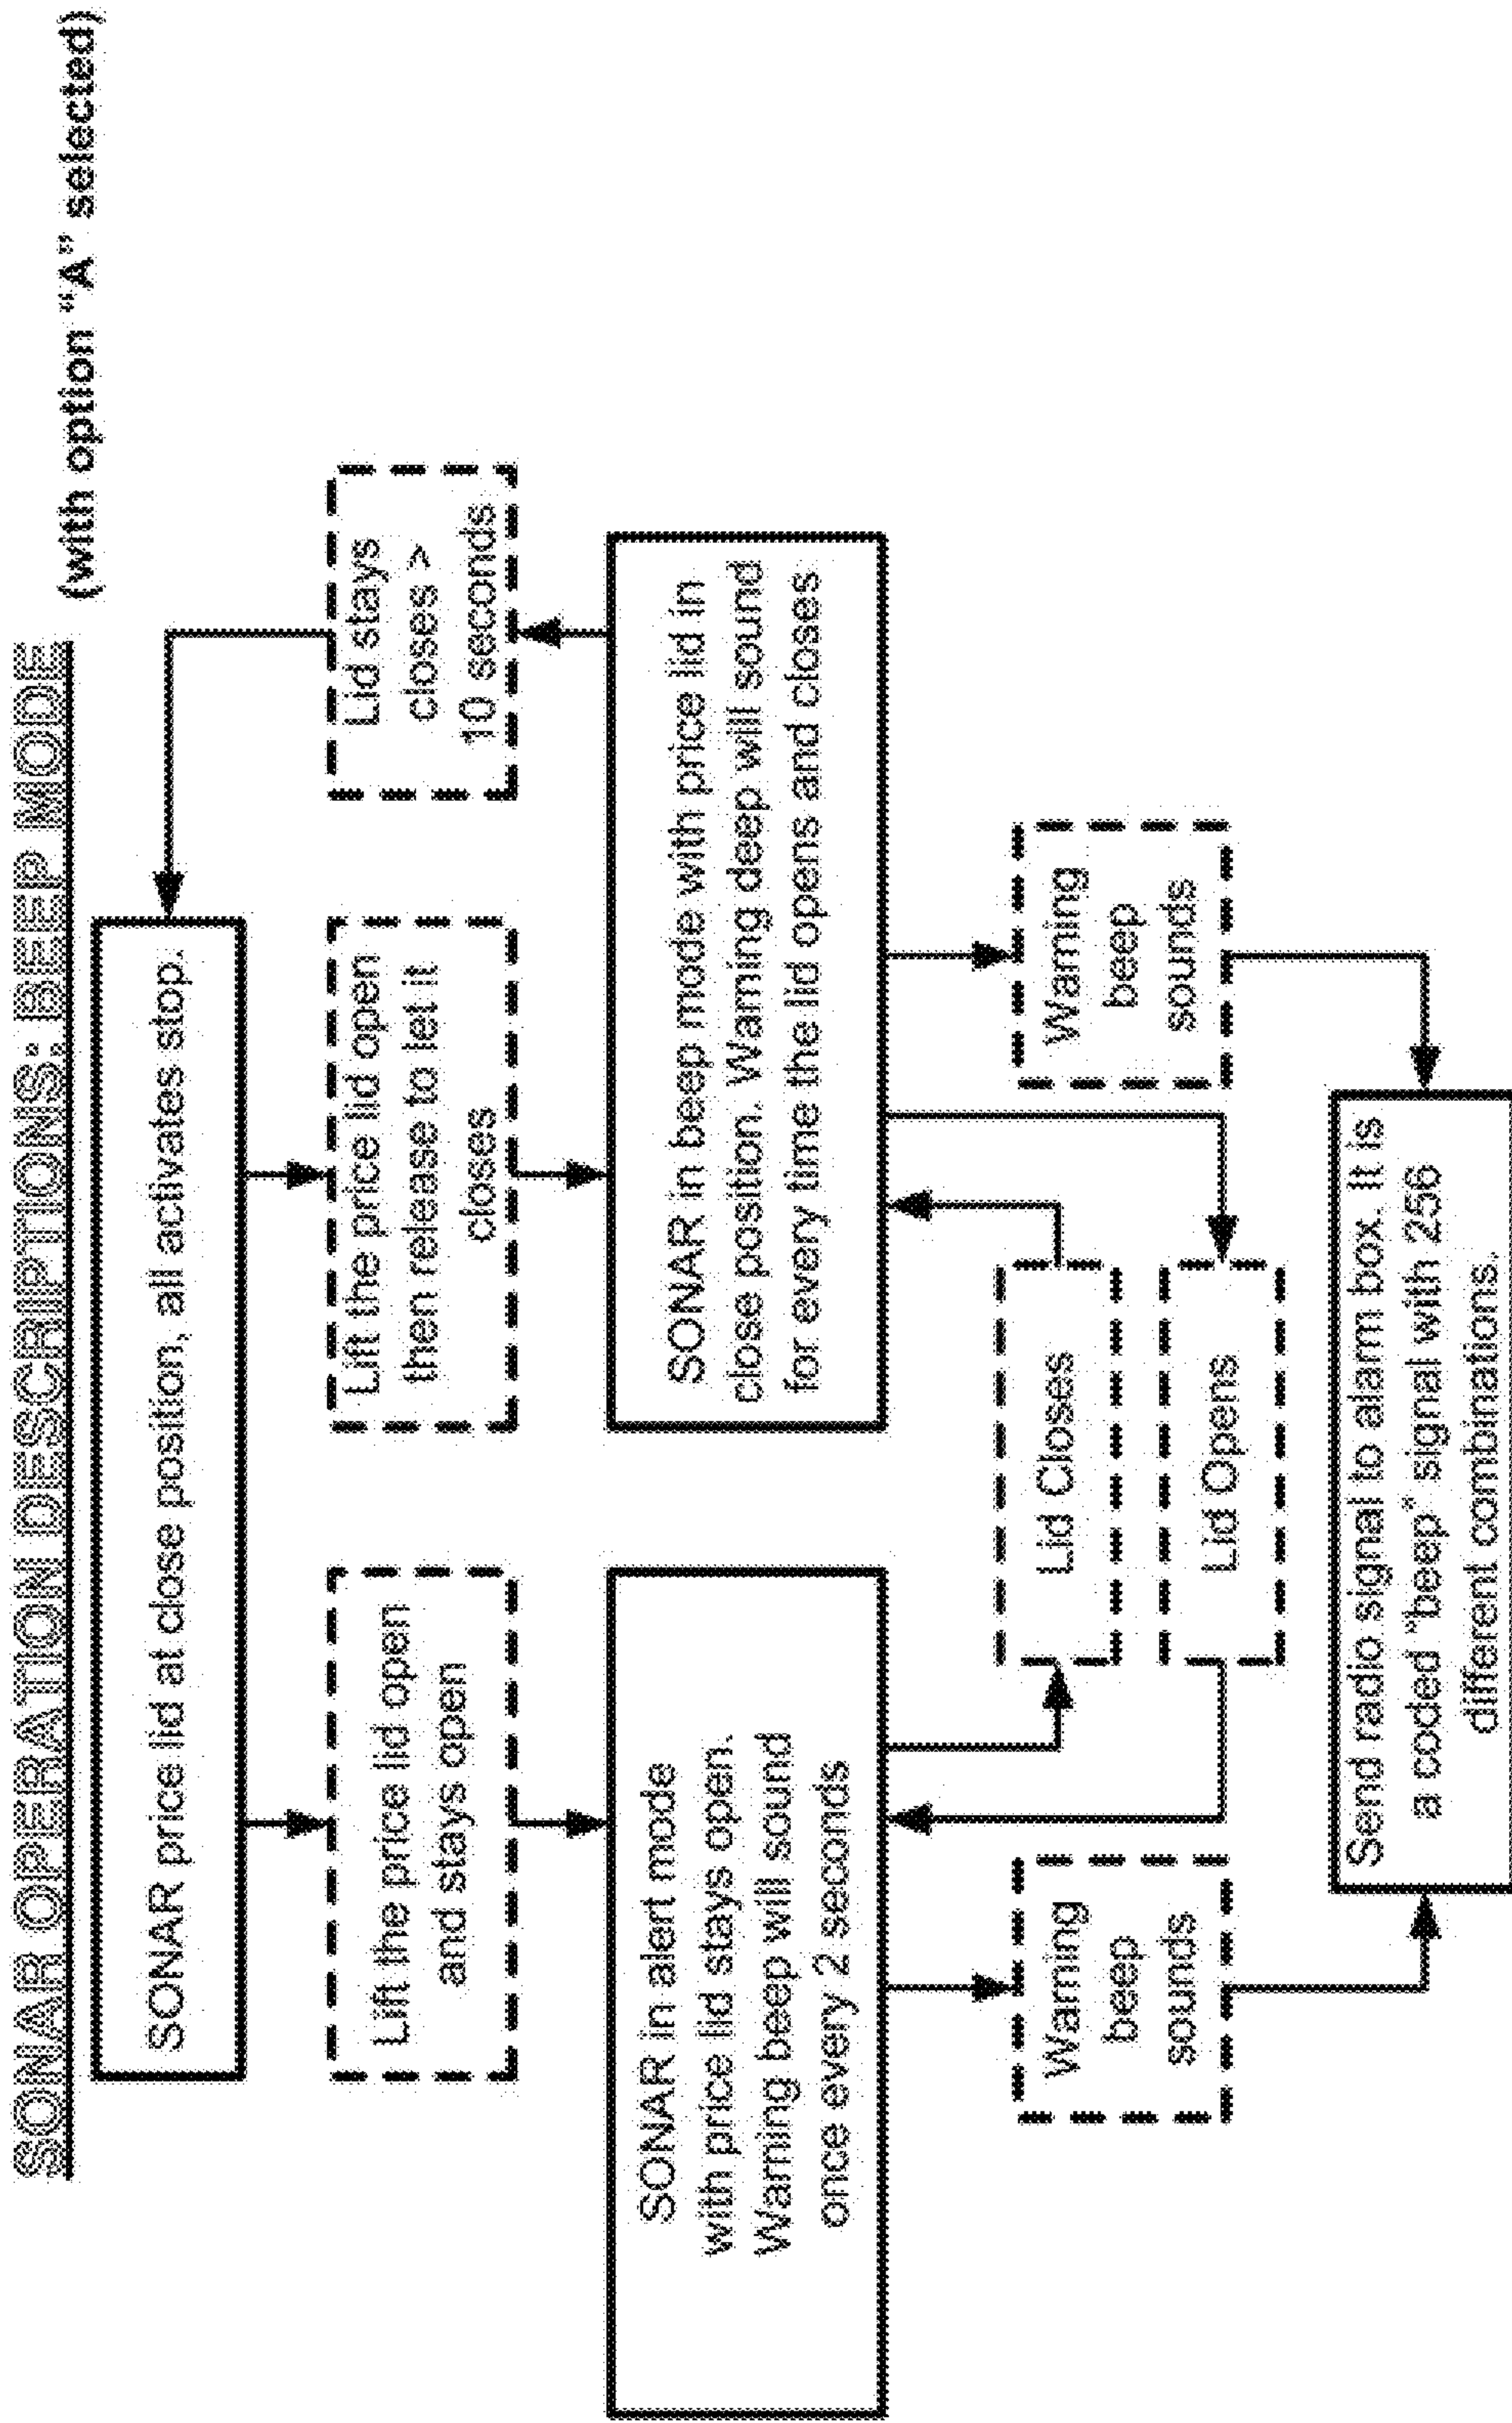 SONAR OPERATION DESCRIPTIONS: BEEP MODE
(with option "A" selected)
SONAR price lid at close position, all activates stop.
Lift the price lid open
and stays open
Lift the price lid open
then release to let it
closes
Lid stays
closes >
10 seconds
SONAR in alert mode
with price lid stays open.
Warning beep will sound
once every 2 seconds
SONAR in beep mode with price lid in
close position. Warning deep will sound
for every time the lid opens and closes
Lid Closes
Lid Opens
Warning
beep
sounds
Warning
beep
sounds
Send radio signal to alarm box. It is
a coded "beep" signal with 256
different combinations.